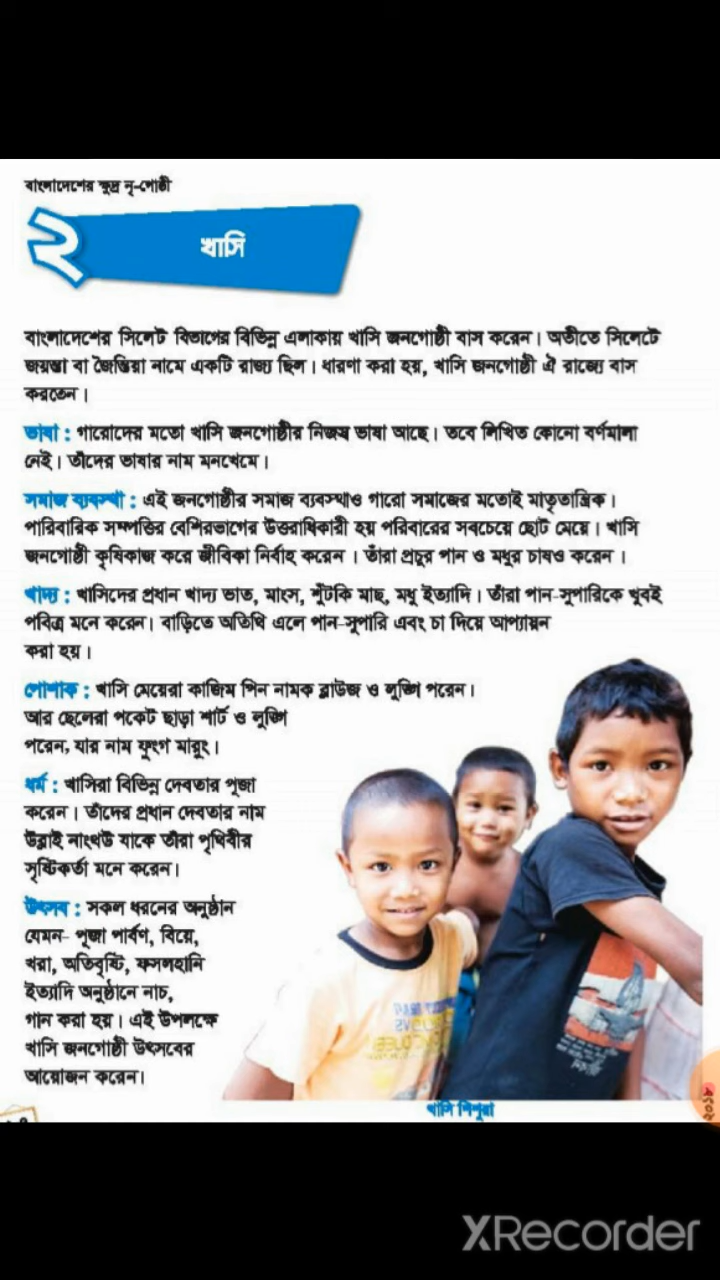 বাংলাদেশের ক্ষুদ্র নৃ-গোষ্ঠী
২
খাসি
বাংলাদেশের সিলেট বিভাগের বিভিন্ন এলাকায় খাসি জনগোষ্ঠী বাস করেন। অতীতে সিলেটে
জয়ন্তা বা জৈন্তিয়া নামে একটি রাজ্য ছিল। ধারণা করা হয়, খাসি জনগোষ্ঠী ঐ রাজ্যে বাস
করতেন।
ভাষা : গারোদের মতো খাসি জনগোষ্ঠীর নিজস্ব ভাষা আছে। তবে লিখিত কোনো বর্ণমালা
নেই। তাঁদের ভাষার নাম মনখেমে।
সমাজ ব্যবস্থা : এই জনগোষ্ঠীর সমাজ ব্যবস্থাও গারো সমাজের মতোই মাতৃতান্ত্রিক।
পারিবারিক সম্পত্তির বেশিরভাগের উত্তরাধিকারী হয় পরিবারের সবচেয়ে ছোট মেয়ে। খাসি
জনগোষ্ঠী কৃষিকাজ করে জীবিকা নির্বাহ করেন । তাঁরা প্রচুর পান ও মধুর চাষও করেন ।
খাদ্য : খাসিদের প্রধান খাদ্য ভাত, মাংস, শুঁটকি মাছ, মধু ইত্যাদি। তাঁরা পান-সুপারিকে খুবই
পবিত্র মনে করেন। বাড়িতে অতিথি এলে পান-সুপারি এবং চা দিয়ে আপ্যায়ন
করা হয়।
পোশাক : খাসি মেয়েরা কাজিম পিন নামক ব্লাউজ ও লুঙ্গি পরেন।
আর ছেলেরা পকেট ছাড়া শার্ট ও লুঙ্গি
পরেন, যার নাম ফুংগ মারুং।
ধর্ম : খাসিরা বিভিন্ন দেবতার পূজা
করেন। তাঁদের প্রধান দেবতার নাম
উব্লাই নাংথউ যাকে তাঁরা পৃথিবীর
সৃষ্টিকর্তা মনে করেন।
উৎসব : সকল ধরনের অনুষ্ঠান
যেমন- পূজা পার্বণ, বিয়ে,
খরা, অতিবৃষ্টি, ফসলহানি
ইত্যাদি অনুষ্ঠানে নাচ,
গান করা হয়। এই উপলক্ষে
খাসি জনগোষ্ঠী উৎসবের
আয়োজন করেন।
খাসি শিশুরা
২০১৮
XRecorder